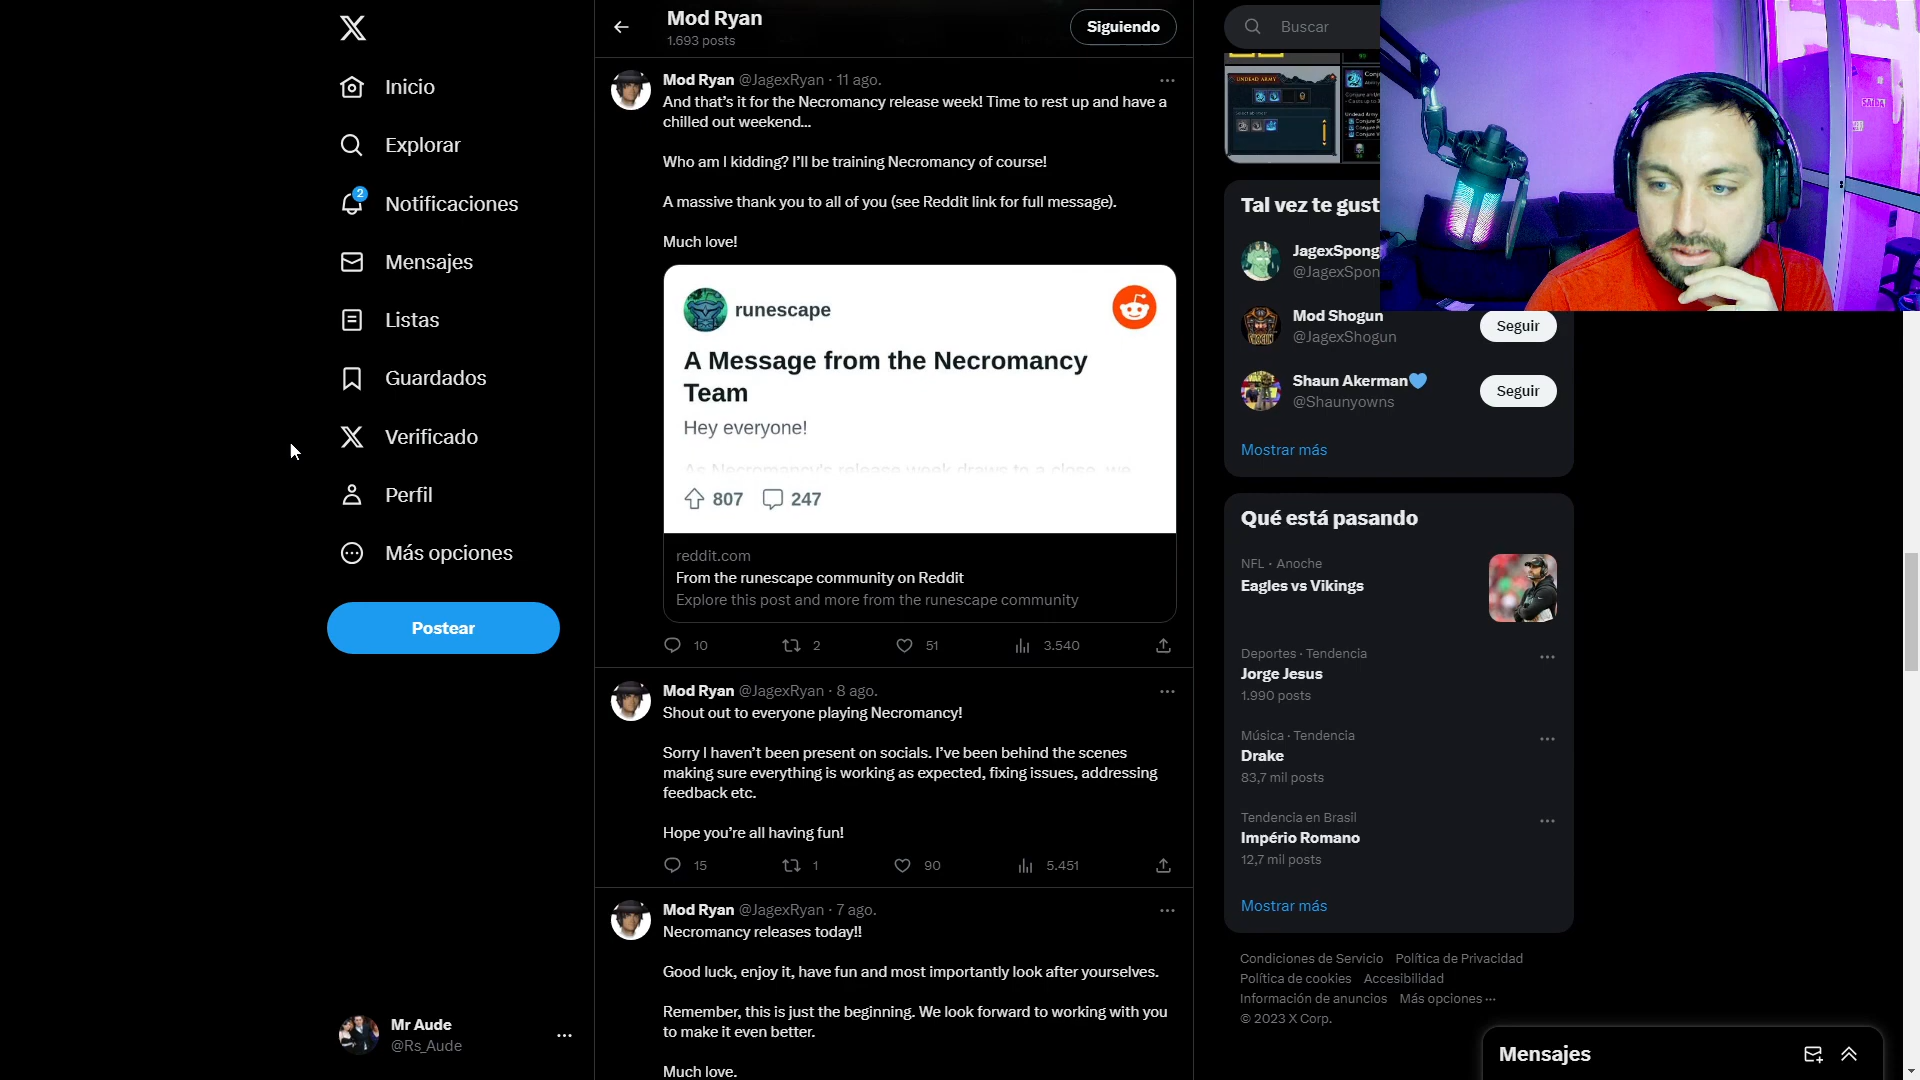 Inicio
Explorar
2
Notificaciones
Mensajes
Listas
Guardados
Verificado
Perfil
Más opciones
Postear
Mr Aude
@Rs_Aude
Mod Ryan
1.693 posts
Siguiendo
Mod Ryan @JagexRyan · 11 ago.
And that's it for the Necromancy release week! Time to rest up and have a
chilled out weekend...
Who am I kidding? I'll be training Necromancy of course!
A massive thank you to all of you (see Reddit link for full message).
Much love!
runescape
A Message from the Necromancy
Team
Hey everyone!
As Necromancy's release week draws to a close, we
807 247
reddit.com
From the runescape community on Reddit
Explore this post and more from the runescape community
10 2 51 3.540
Mod Ryan @JagexRyan · 8 ago.
Shout out to everyone playing Necromancy!
Sorry I haven't been present on socials. I've been behind the scenes
making sure everything is working as expected, fixing issues, addressing
feedback etc.
Hope you're all having fun!
15 1 90 5.451
Mod Ryan @JagexRyan · 7 ago.
Necromancy releases today!!
Good luck, enjoy it, have fun and most importantly look after yourselves.
Remember, this is just the beginning. We look forward to working with you
to make it even better.
Much love.
Buscar
UNDEAD ARMY
Tal vez te gust
JagexSpong
@JagexSpon
Mod Shogun
@JagexShogun
Seguir
Shaun Akerman
@Shaunyowns
Seguir
Mostrar más
Qué está pasando
NFL · Anoche
Eagles vs Vikings
Deportes · Tendencia
Jorge Jesus
1.990 posts
Música · Tendencia
Drake
83,7 mil posts
Tendencia en Brasil
Império Romano
12,7 mil posts
Mostrar más
Condiciones de Servicio Política de Privacidad
Política de cookies Accesibilidad
Información de anuncios Más opciones ···
© 2023 X Corp.
Mensajes